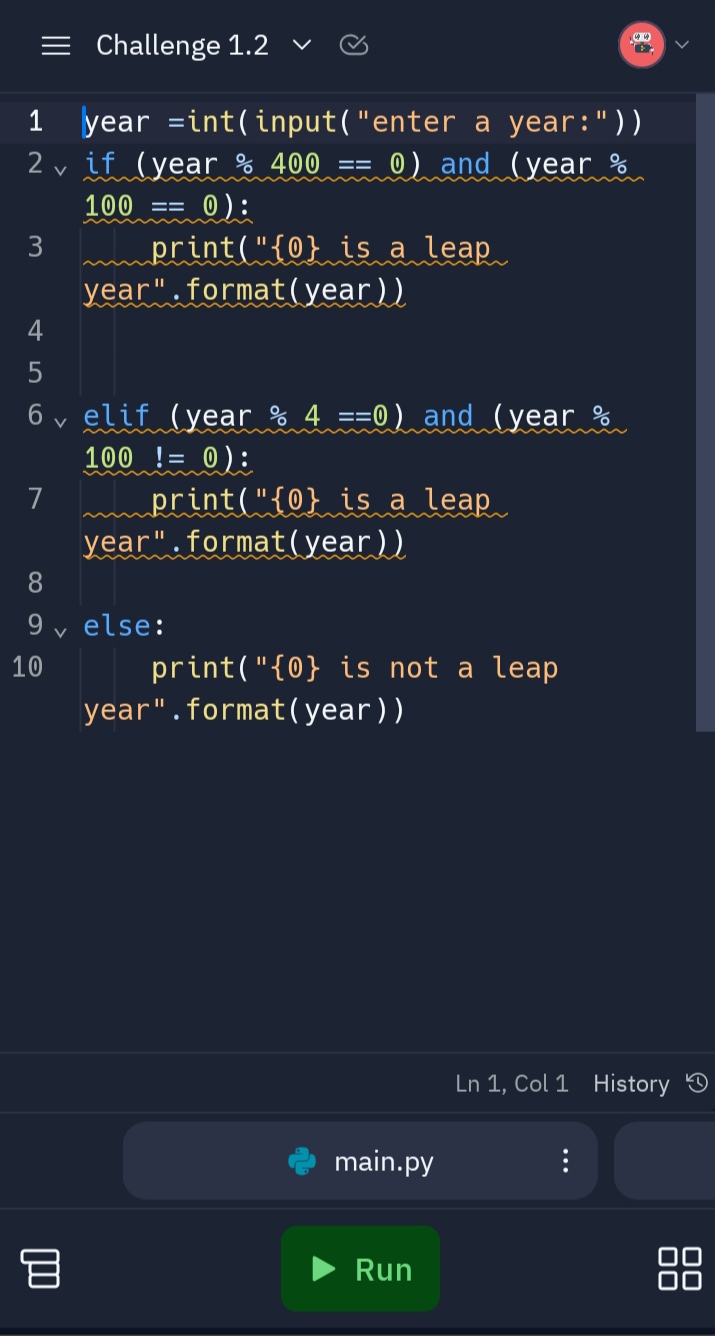 Challenge 1.2
1 year =int(input("enter a year:"))
2 if (year % 400 == 0) and (year %
100 == 0):
3     print("{0} is a leap
year".format(year))
4
5
6 elif (year % 4 ==0) and (year %
100 != 0):
7     print("{0} is a leap
year".format(year))
8
9 else:
10     print("{0} is not a leap
year".format(year))
Ln 1, Col 1 History
main.py
Run